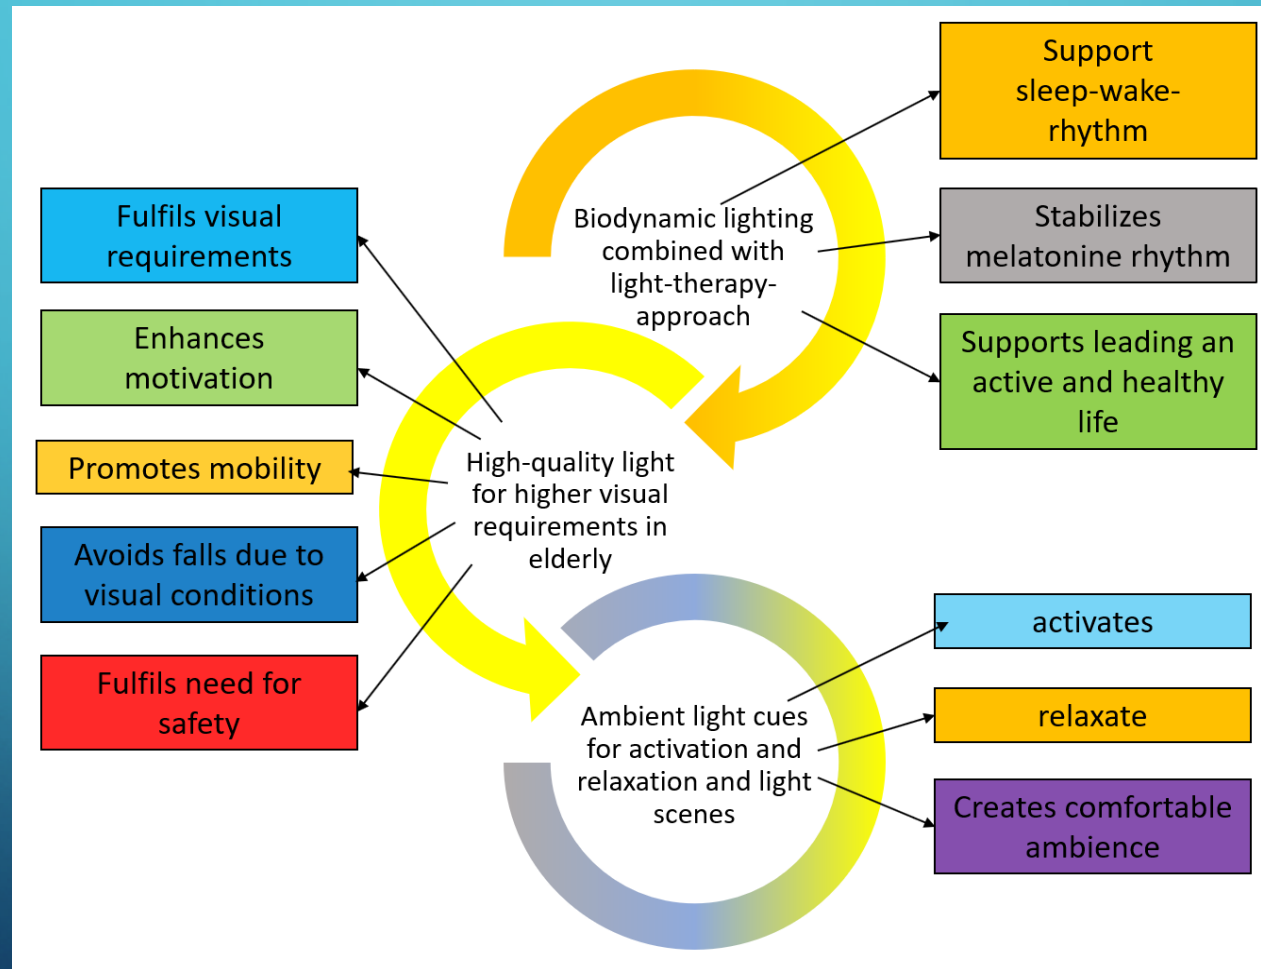 Support
sleep-wake-
rhythm
Biodynamic lighting
combined with
light-therapy-
approach
Stabilizes
melatonine rhythm
Supports leading an
active and healthy
life
Fulfils visual
requirements
Enhances
motivation
Promotes mobility
Avoids falls due to
visual conditions
Fulfils need for
safety
High-quality light
for higher visual
requirements in
elderly
Ambient light cues
for activation and
relaxation and light
scenes
activates
relaxate
Creates comfortable
ambience